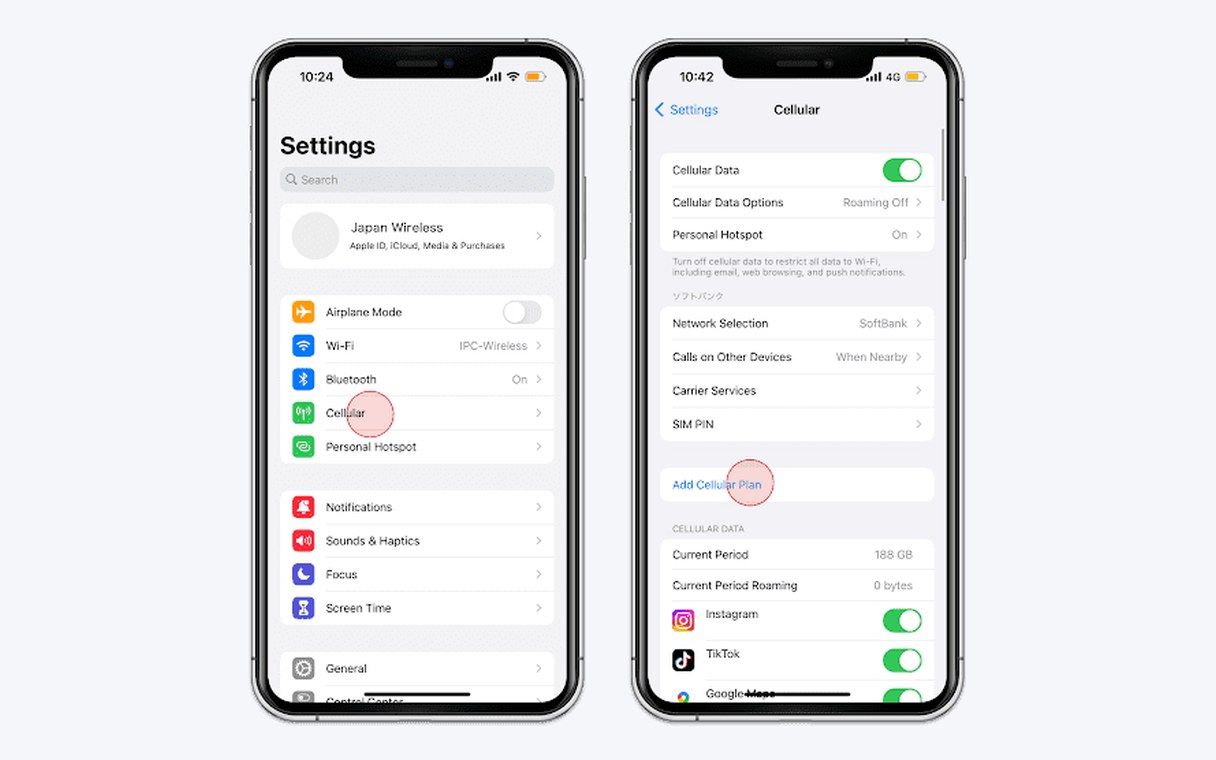 10:24
Settings
Search
Japan Wireless
Apple ID, iCloud, Media & Purchases
Airplane Mode
Wi-Fi IPC-Wireless
Bluetooth On
Cellular
Personal Hotspot
Notifications
Sounds & Haptics
Focus
Screen Time
General
Control Center
10:42 4G
Settings Cellular
Cellular Data
Cellular Data Options Roaming Off
Personal Hotspot On
Turn off cellular data to restrict all data to Wi-Fi,
including email, web browsing, and push notifications.
ソフトバンク
Network Selection SoftBank
Calls on Other Devices When Nearby
Carrier Services
SIM PIN
Add Cellular Plan
CELLULAR DATA
Current Period 188 GB
Current Period Roaming 0 bytes
Instagram
TikTok
Google Maps